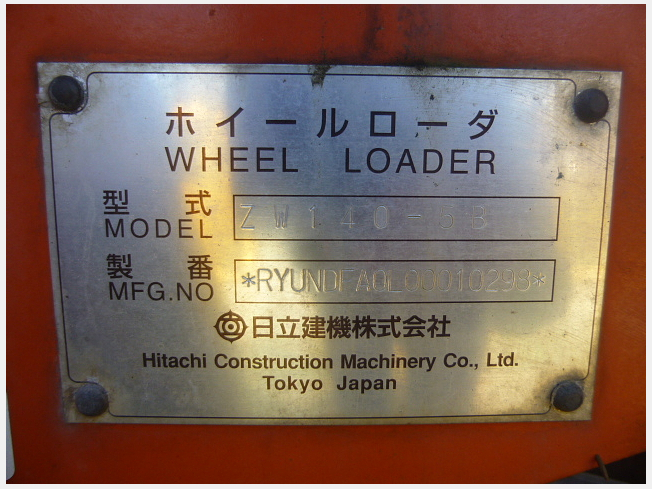 ホイールローダ
WHEEL LOADER
型 式
MODEL ZW140-5B
製 番
MFG.NO *RYUNDFA0L00010293*
日立建機株式会社
Hitachi Construction Machinery Co., Ltd.
Tokyo Japan